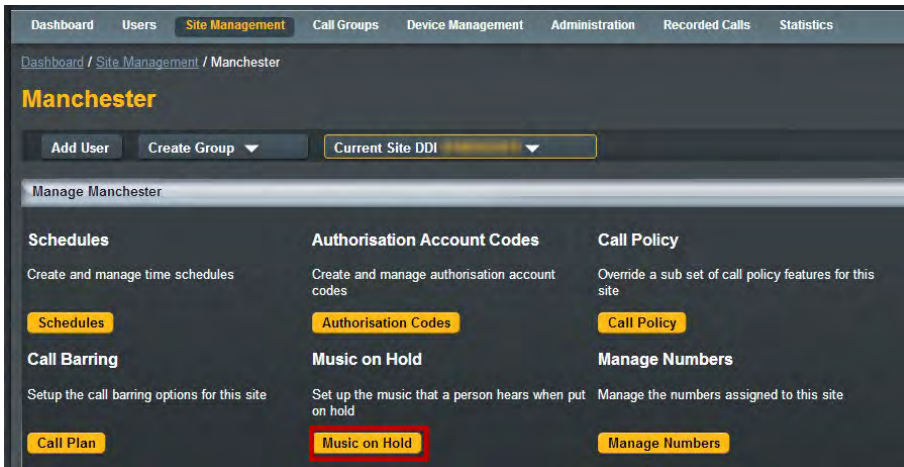 Dashboard Users Site Management Call Groups Device Management Administration Recorded Calls Statistics
Dashboard / Site Management / Manchester
Manchester
Add User Create Group Current Site DDI
Manage Manchester
Schedules
Create and manage time schedules
Schedules
Authorisation Account Codes
Create and manage authorisation account
codes
Authorisation Codes
Call Policy
Override a sub set of call policy features for this
site
Call Policy
Call Barring
Setup the call barring options for this site
Call Plan
Music on Hold
Set up the music that a person hears when put
on hold
Music on Hold
Manage Numbers
Manage the numbers assigned to this site
Manage Numbers